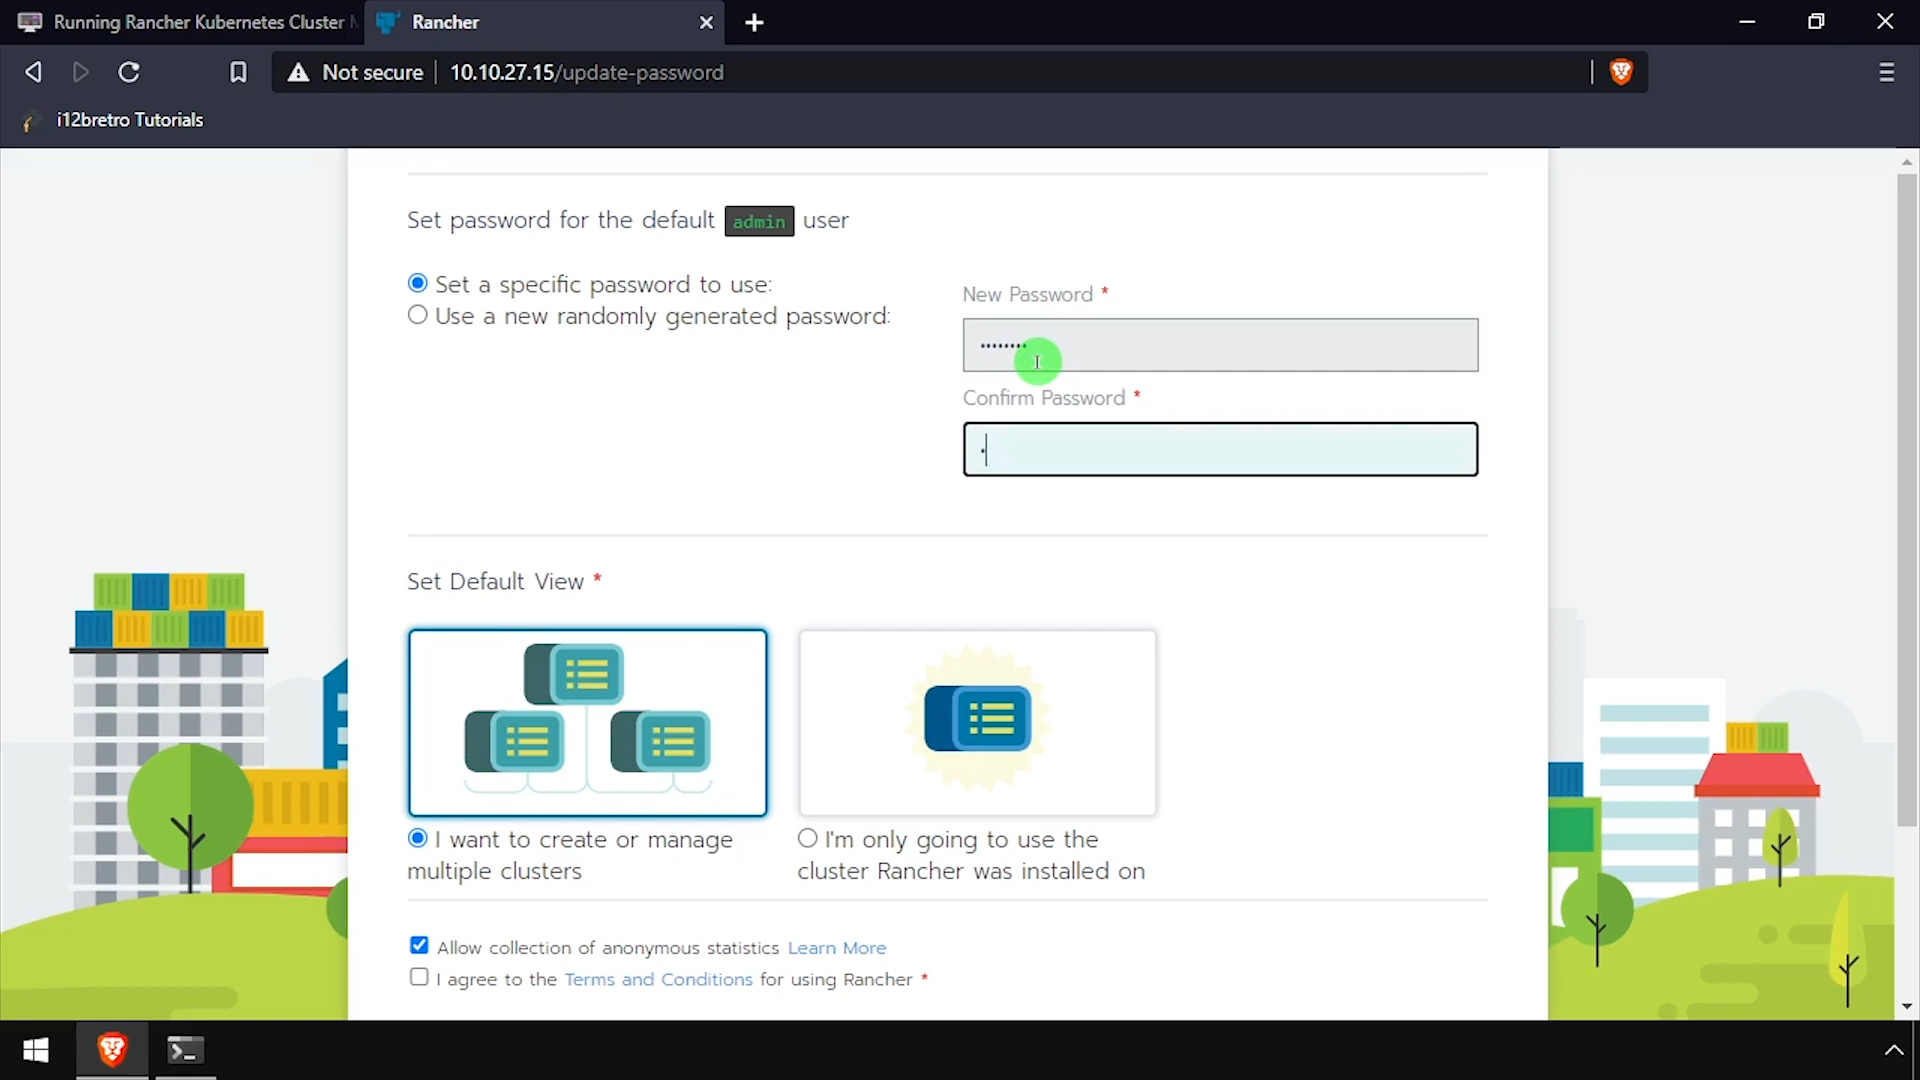 Running Rancher Kubernetes Cluster
Rancher
Not secure
10.10.27.15/update-password
i12bretro Tutorials
Set password for the default admin user
Set a specific password to use:
Use a new randomly generated password:
New Password *
Confirm Password *
Set Default View *
I want to create or manage
multiple clusters
I'm only going to use the
cluster Rancher was installed on
Allow collection of anonymous statistics Learn More
I agree to the Terms and Conditions for using Rancher *